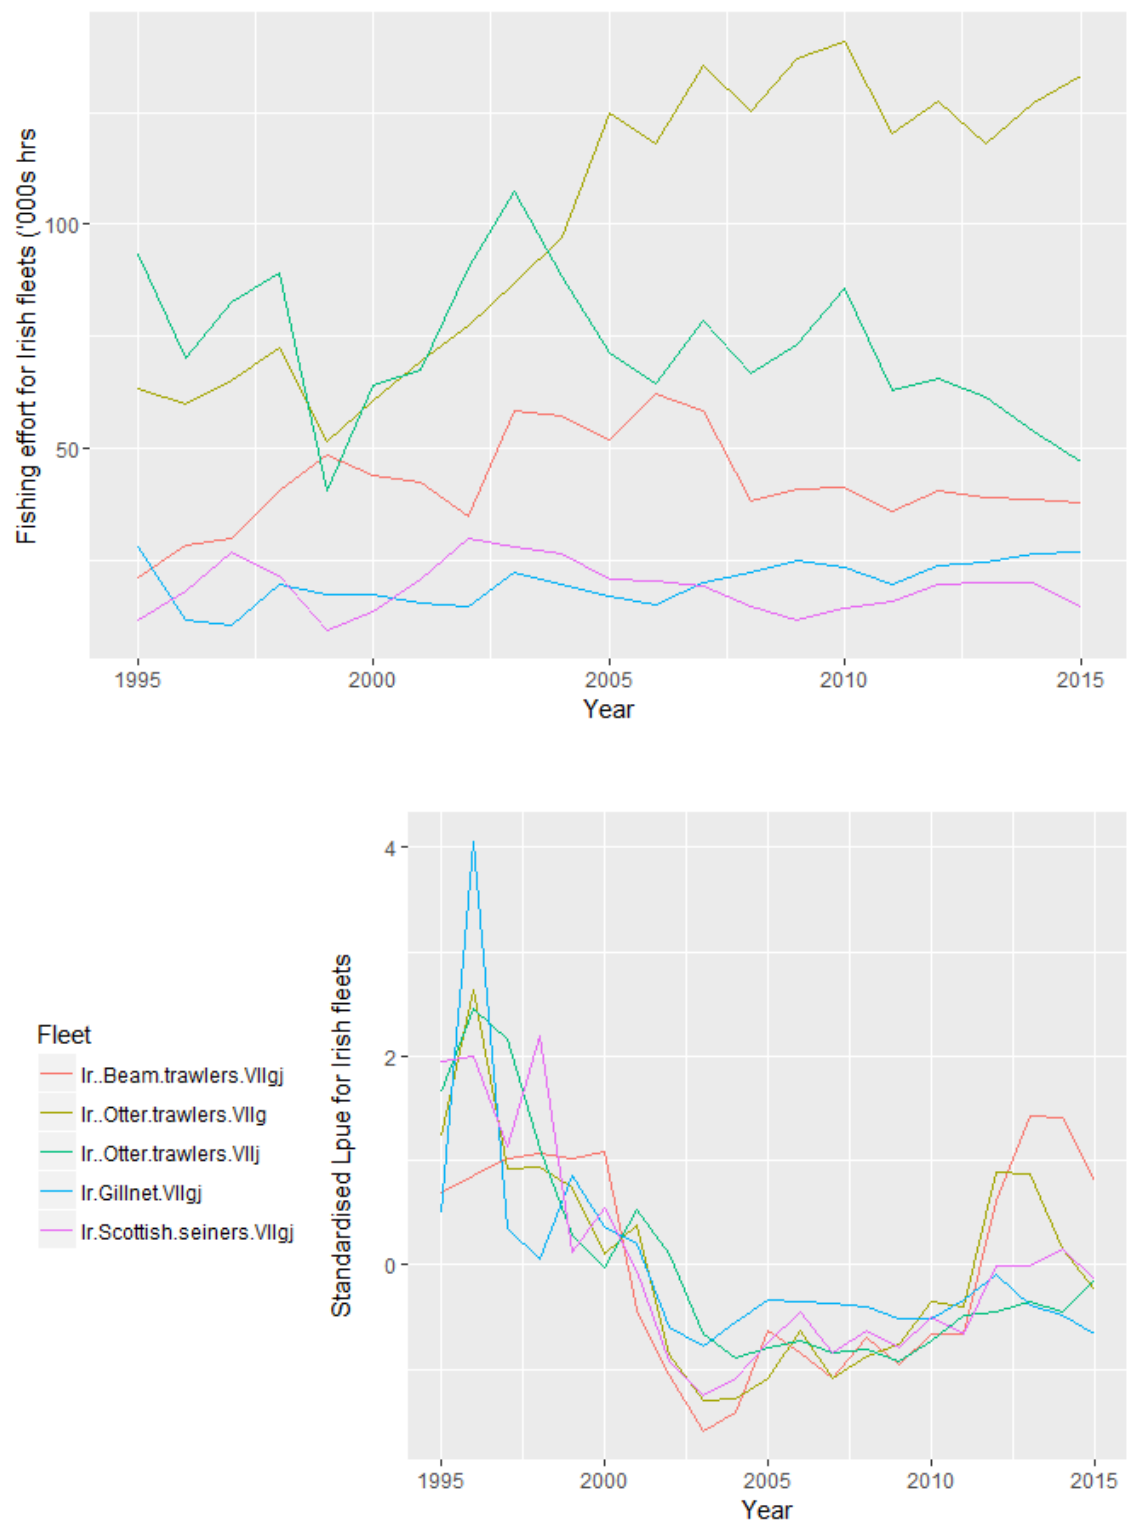 Fishing effort for Irish fleets ('000s hrs
100
50
1995 2000 2005 2010 2015
Year
Standardised Lpue for Irish fleets
4
2
0
Fleet
Ir..Beam.trawlers.VIIgj
Ir..Otter.trawlers.VIIg
Ir..Otter.trawlers.VIIj
Ir.Gillnet.VIIgj
Ir.Scottish.seiners.VIIgj
1995 2000 2005 2010 2015
Year